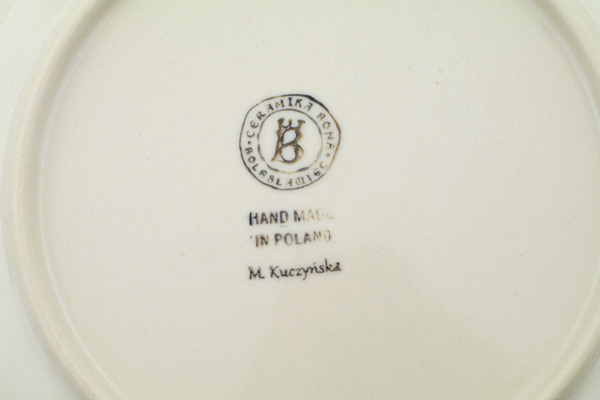 CERAMIKA BONA
BOLESŁAWIEC
B
HAND MADE
IN POLAND
M. Kuczyńska